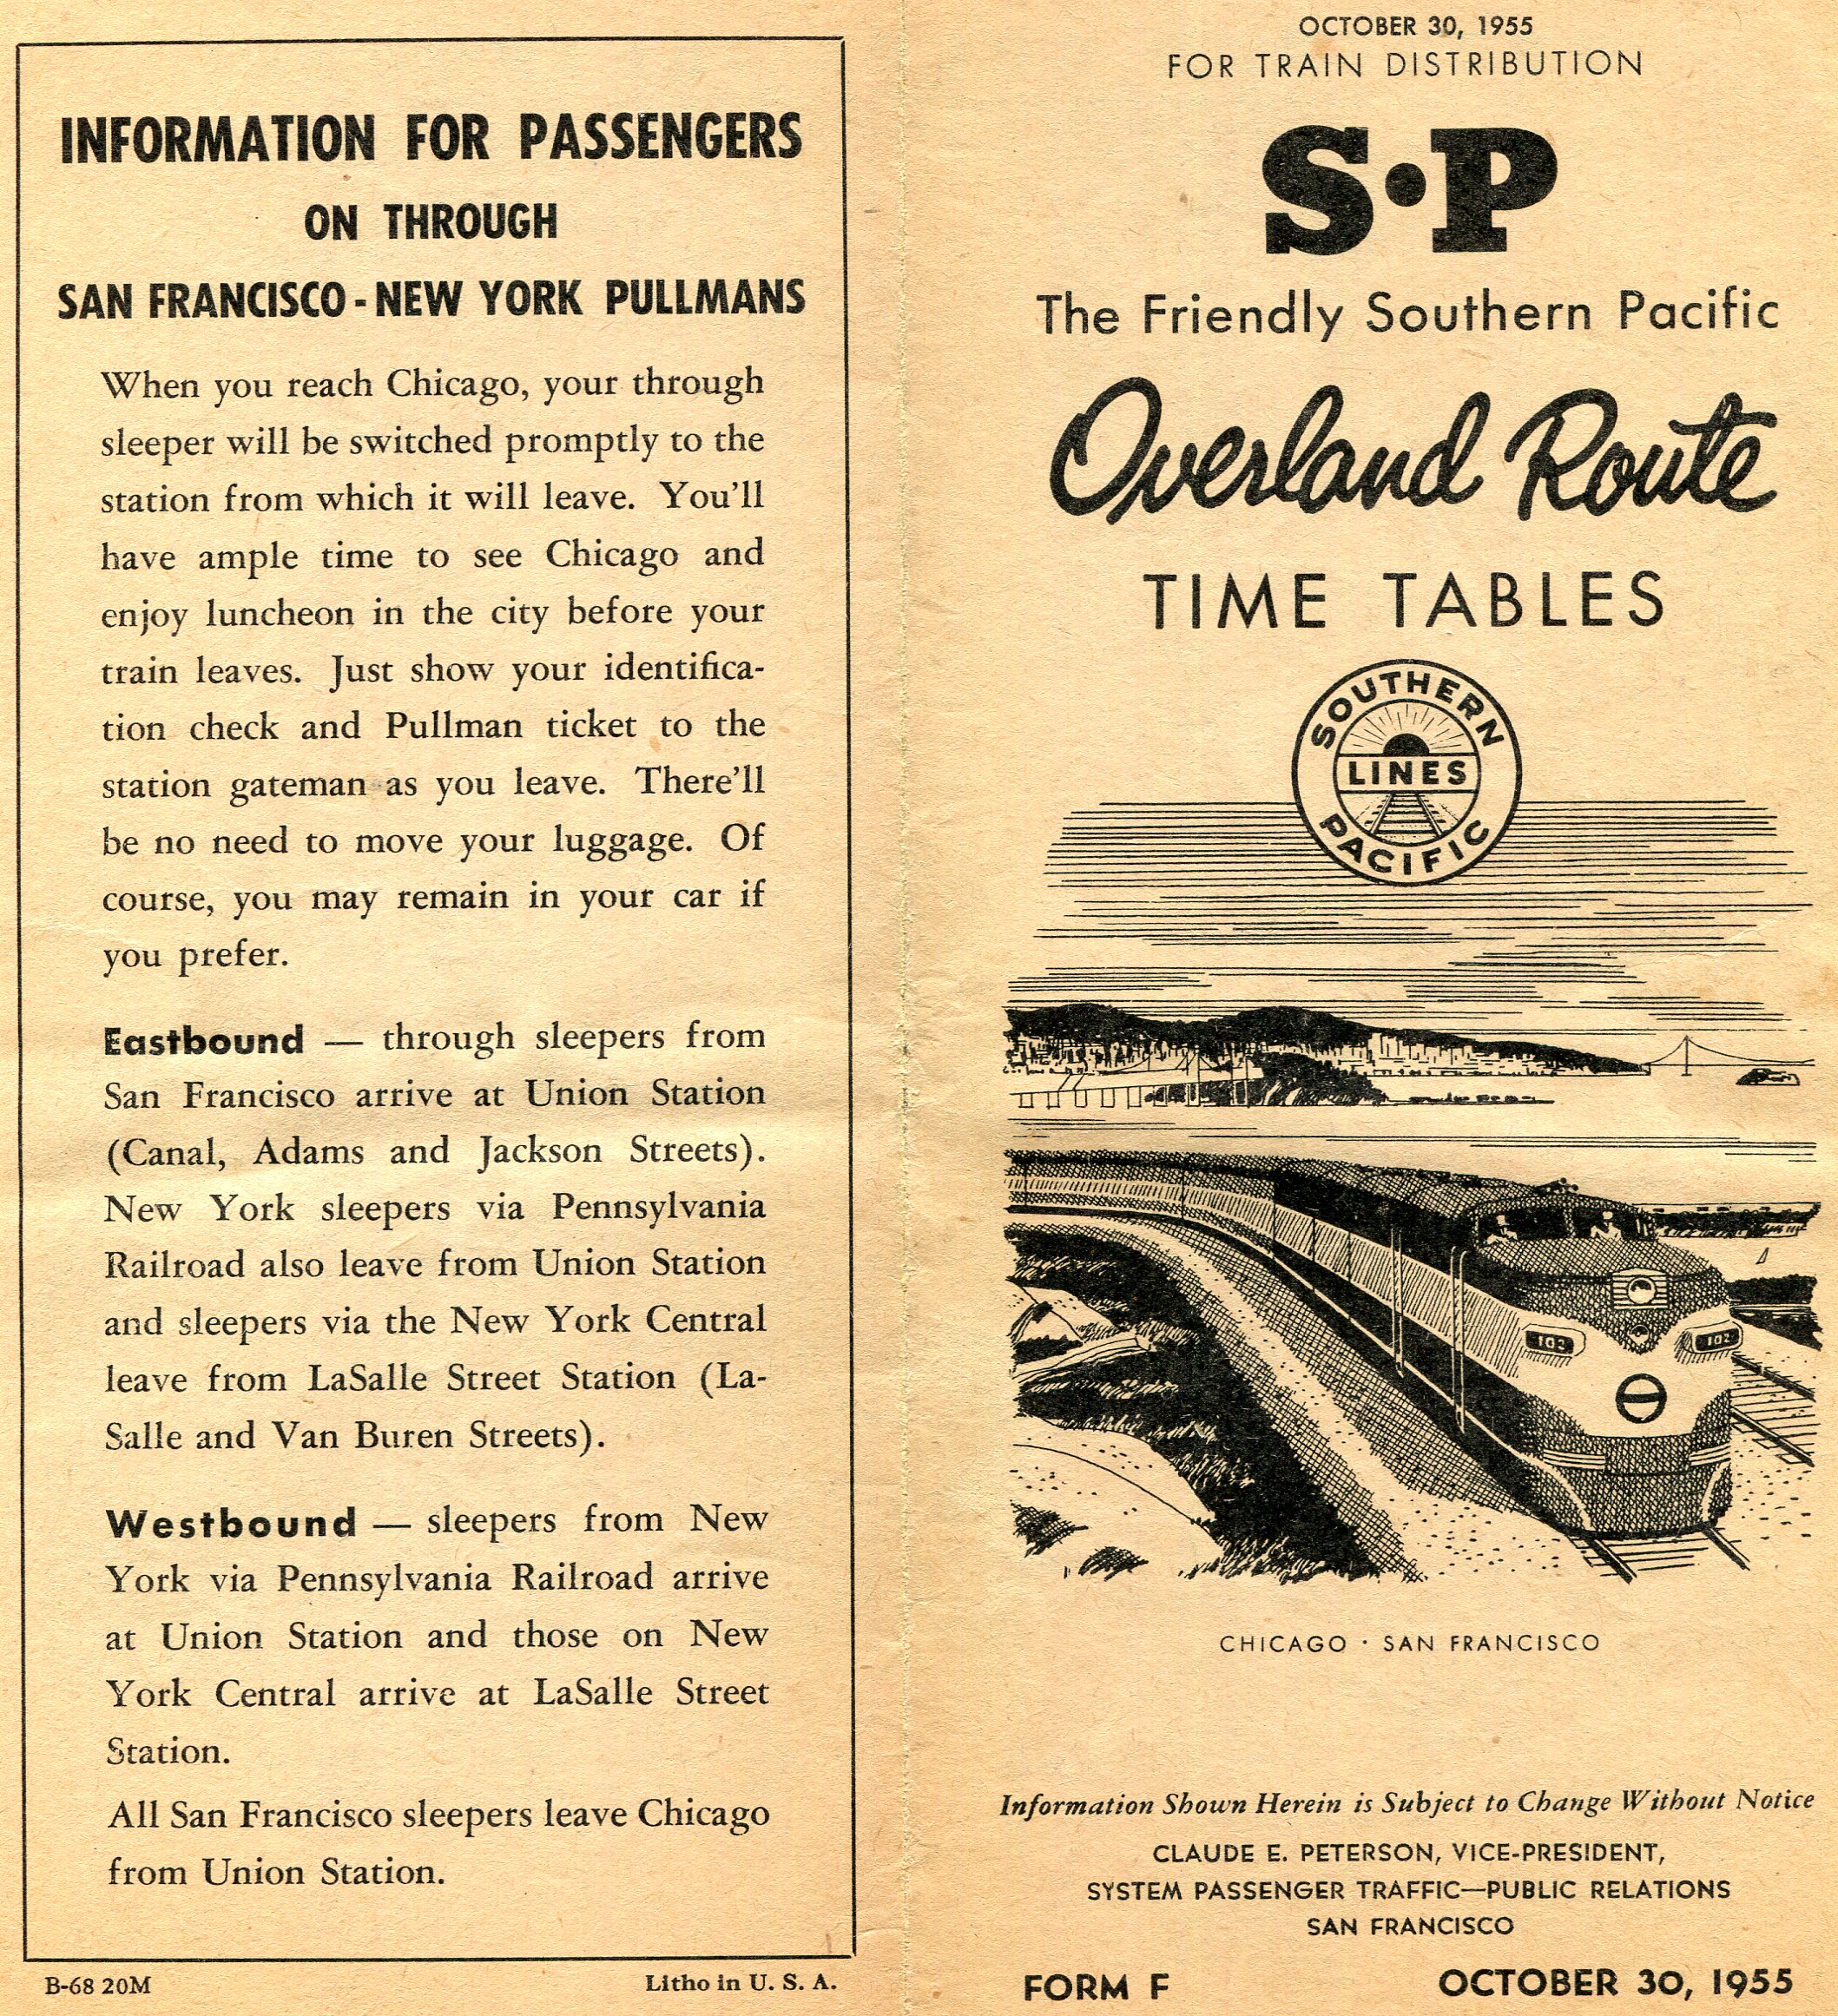 INFORMATION FOR PASSENGERS
ON THROUGH
SAN FRANCISCO - NEW YORK PULLMANS
When you reach Chicago, your through
sleeper will be switched promptly to the
station from which it will leave. You'll
have ample time to see Chicago and
enjoy luncheon in the city before your
train leaves. Just show your identifica-
tion check and Pullman ticket to the
station gateman as you leave. There'll
be no need to move your luggage. Of
course, you may remain in your car if
you prefer.
Eastbound — through sleepers from
San Francisco arrive at Union Station
(Canal, Adams and Jackson Streets).
New York sleepers via Pennsylvania
Railroad also leave from Union Station
and sleepers via the New York Central
leave from LaSalle Street Station (La-
Salle and Van Buren Streets).
Westbound — sleepers from New
York via Pennsylvania Railroad arrive
at Union Station and those on New
York Central arrive at LaSalle Street
Station.
All San Francisco sleepers leave Chicago
from Union Station.
B-68 20M
Litho in U. S. A.
OCTOBER 30, 1955
FOR TRAIN DISTRIBUTION
S·P
The Friendly Southern Pacific
Overland Route
TIME TABLES
SOUTHERN
LINES
PACIFIC
102
102
CHICAGO · SAN FRANCISCO
Information Shown Herein is Subject to Change Without Notice
CLAUDE E. PETERSON, VICE-PRESIDENT,
SYSTEM PASSENGER TRAFFIC—PUBLIC RELATIONS
SAN FRANCISCO
FORM F
OCTOBER 30, 1955